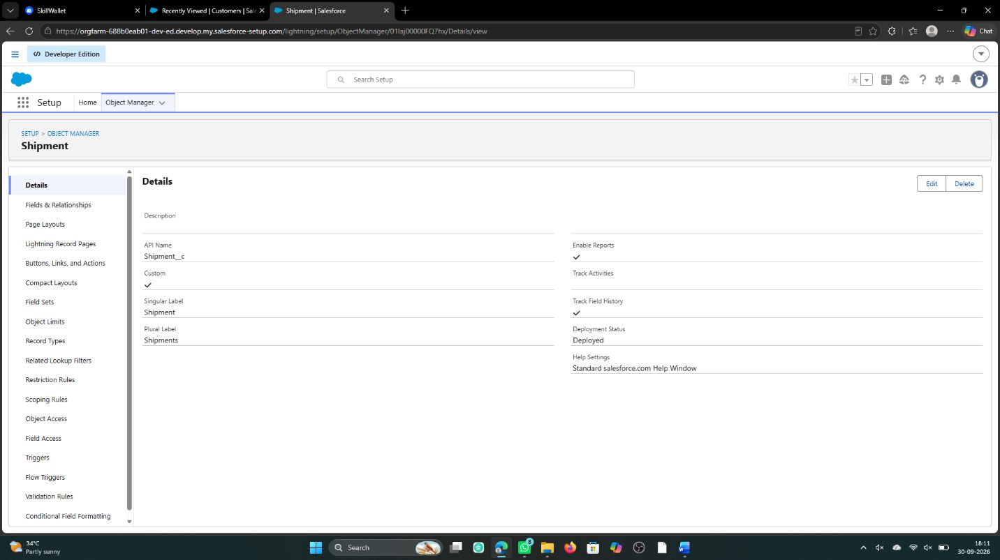 SkillWallet
Recently Viewed | Customers | Sale
Shipment | Salesforce
https://orgfarm-688b0eab01-dev-ed.develop.my.salesforce-setup.com/lightning/setup/ObjectManager/01Iaj00000FQ7hx/Details/view
Chat
Developer Edition
Search Setup
Setup
Home
Object Manager
SETUP > OBJECT MANAGER
Shipment
Details
Fields & Relationships
Page Layouts
Lightning Record Pages
Buttons, Links, and Actions
Compact Layouts
Field Sets
Object Limits
Record Types
Related Lookup Filters
Restriction Rules
Scoping Rules
Object Access
Field Access
Triggers
Flow Triggers
Validation Rules
Conditional Field Formatting
Details
Edit
Delete
Description
API Name
Shipment__c
Custom
Singular Label
Shipment
Plural Label
Shipments
Enable Reports
Track Activities
Track Field History
Deployment Status
Deployed
Help Settings
Standard salesforce.com Help Window
34°C
Partly sunny
Search
8
18:11
30-09-2026